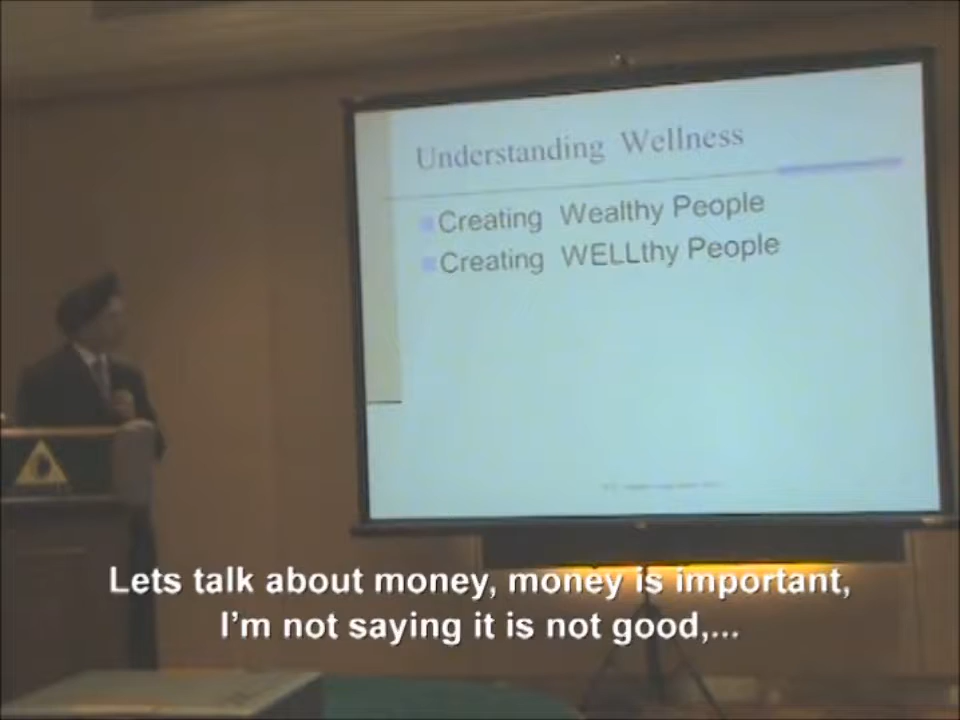 Understanding Wellness
Creating Wealthy People
Creating WELLthy People
Lets talk about money, money is important,
I'm not saying it is not good,...